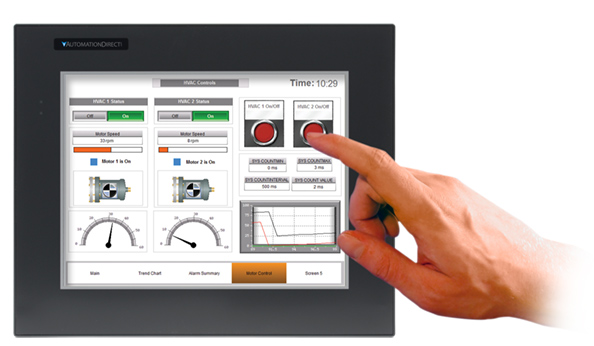 AUTOMATIONDIRECT
HVAC Controls
Time: 10:29
HVAC 1 Status
Off On
Motor Speed
33rpm
Motor 1 is On
HVAC 2 Status
Off On
Motor Speed
8rpm
Motor 2 is On
HVAC 1 On/Off
HVAC 2 On/Off
SYS COUNTMIN
0 ms
SYS COUNTMAX
3 ms
SYS COUNTINTERVAL
500 ms
SYS COUNT VALUE
2 ms
Main
Trend Chart
Alarm Summary
Motor Control
Screen 5